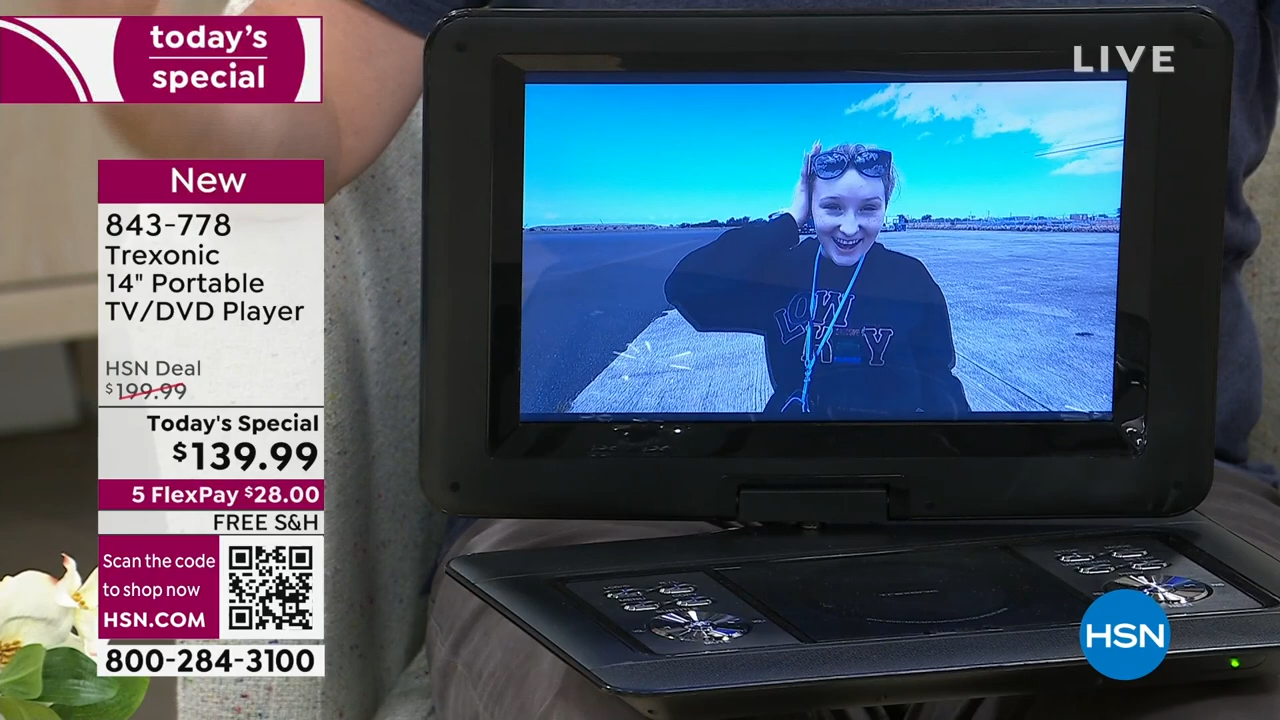 today's
special
LIVE
New
843-778
Trexonic
14" Portable
TV/DVD Player
HSN Deal
$199.99
Today's Special
$139.99
5 FlexPay $28.00
FREE S&H
Scan the code
to shop now
HSN.COM
800-284-3100
HSN